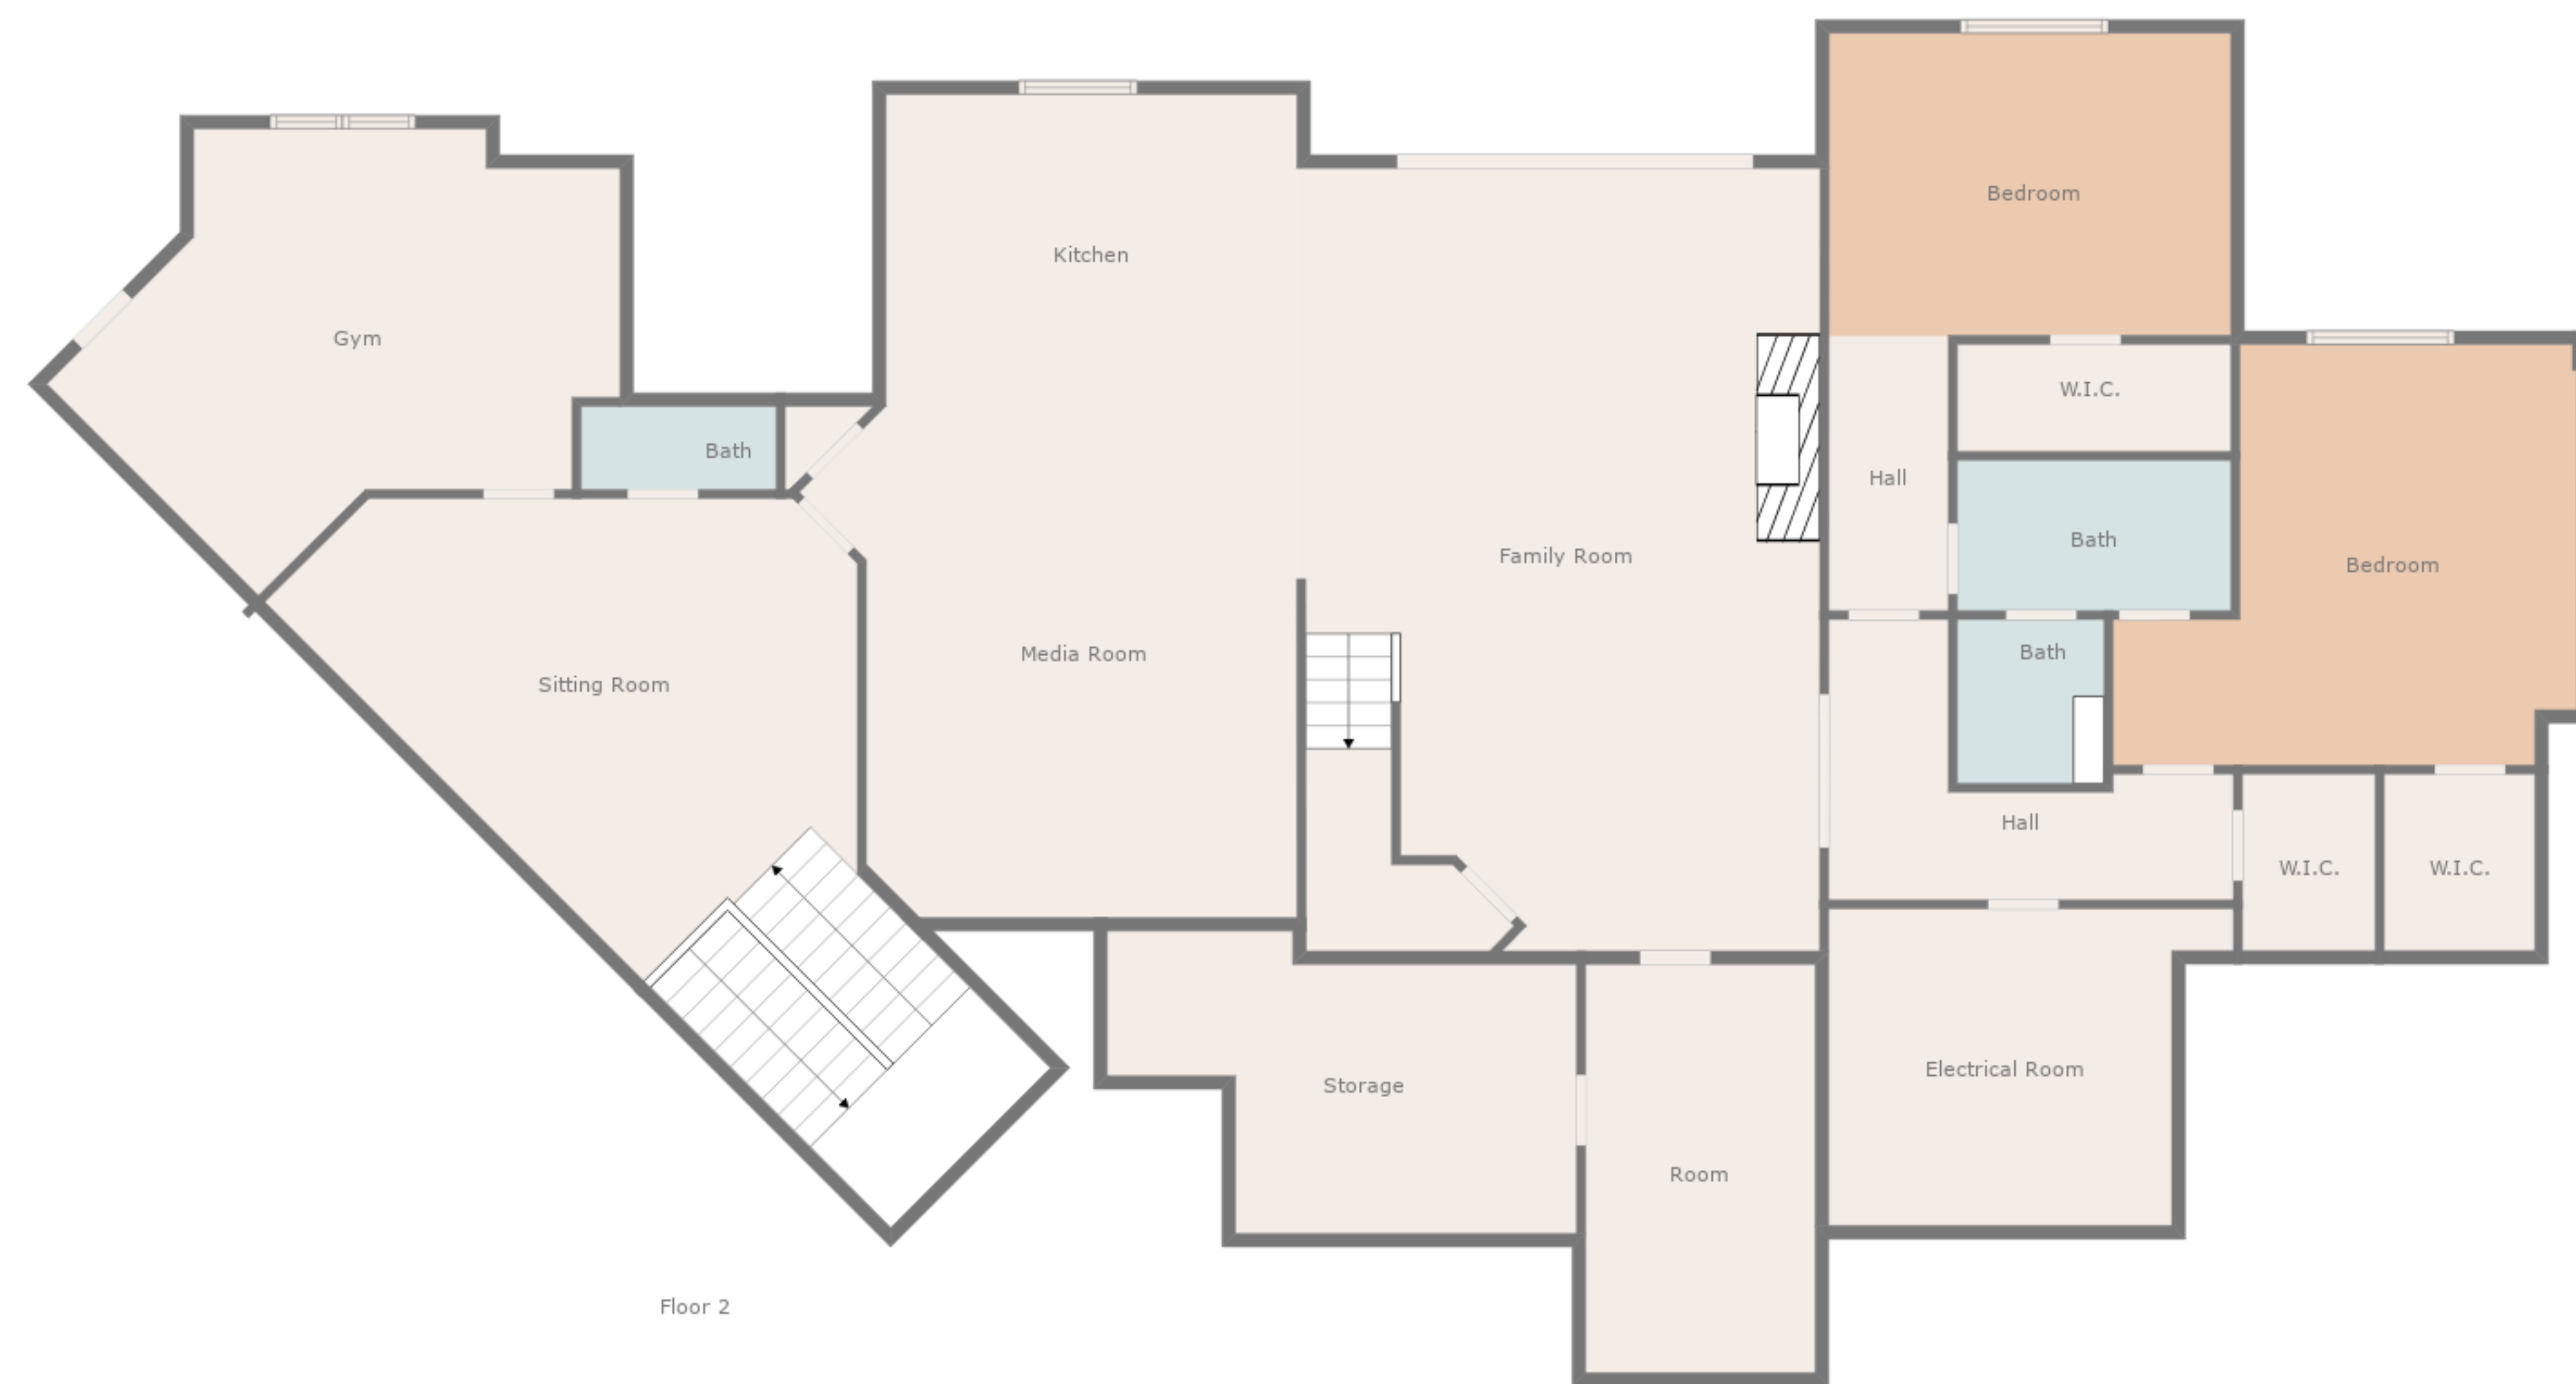 Bedroom
Kitchen
Gym
W.I.C.
Bath
Hall
Bath
Family Room
Bedroom
Media Room
Bath
Sitting Room
Hall
W.I.C.
W.I.C.
Electrical Room
Storage
Room
Floor 2